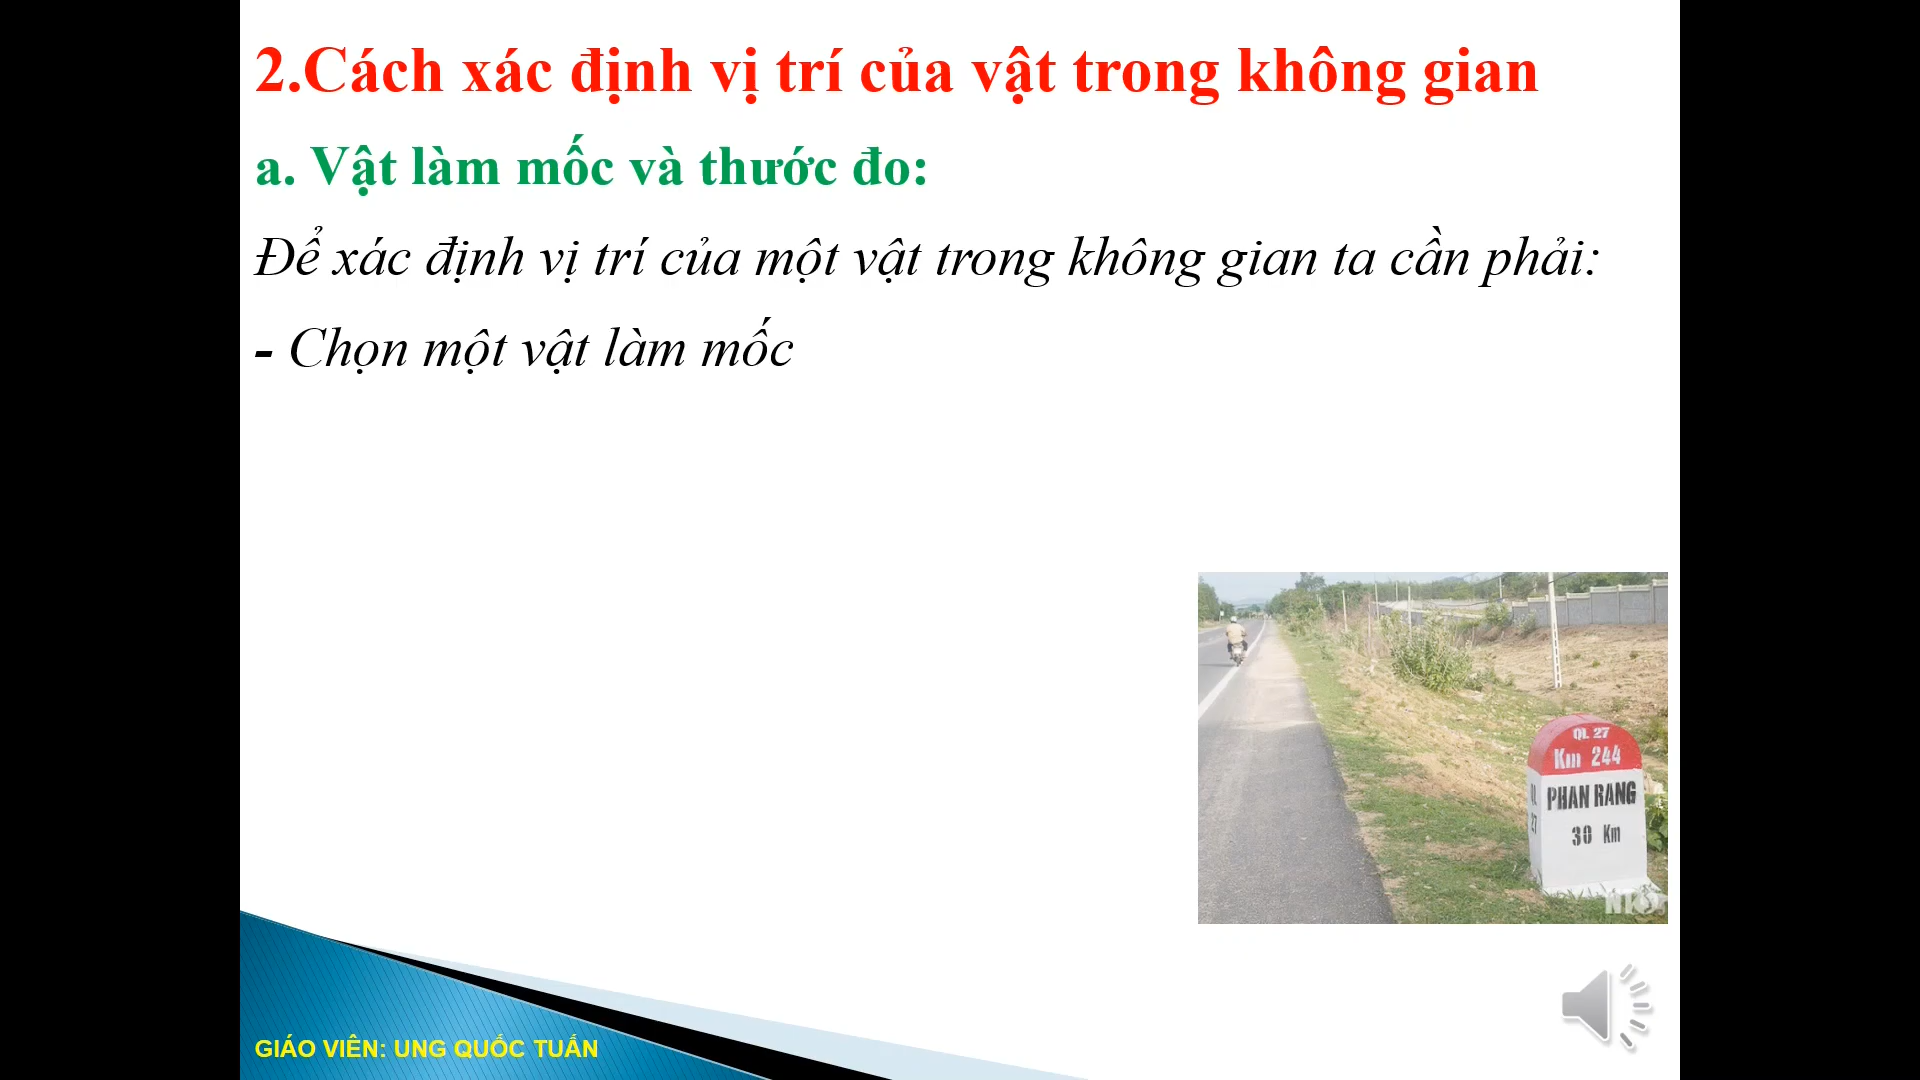 2.Cách xác định vị trí của vật trong không gian
a. Vật làm mốc và thước đo:
Để xác định vị trí của một vật trong không gian ta cần phải:
- Chọn một vật làm mốc
QL 27
Km 244
PHAN RANG
30 Km
QL
27
GIÁO VIÊN: UNG QUỐC TUẤN